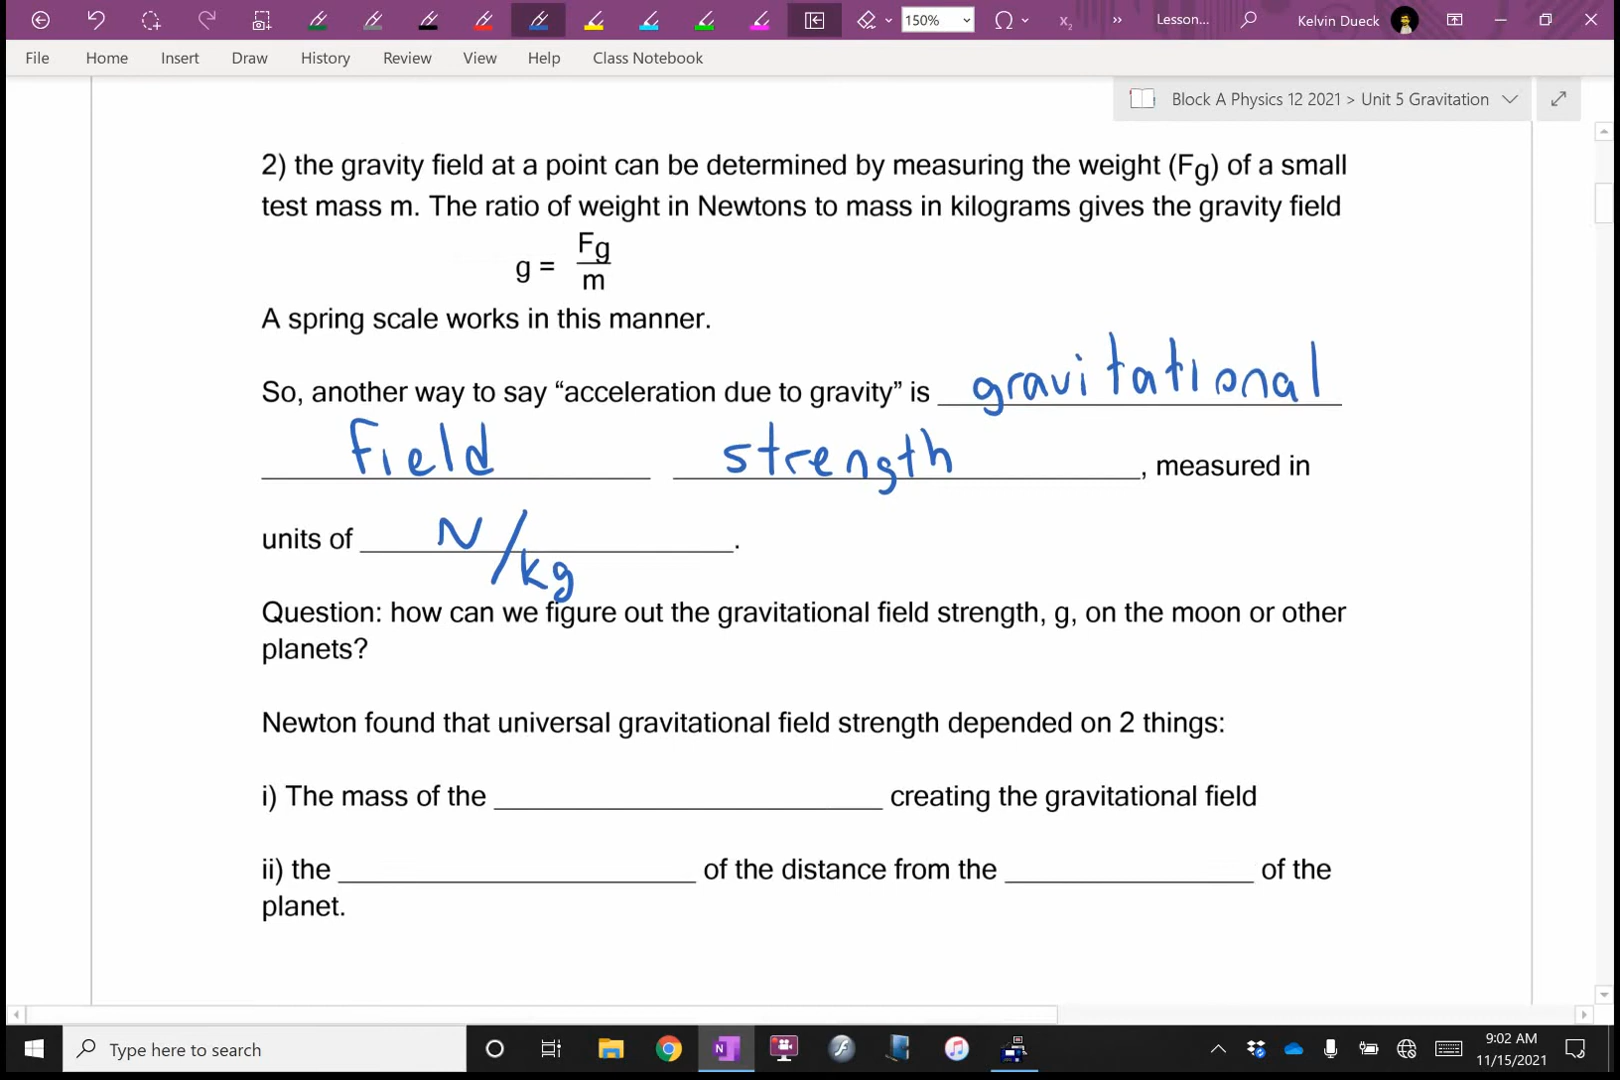 150%
Lesson...
Kelvin Dueck
File Home Insert Draw History Review View Help Class Notebook
Block A Physics 12 2021 > Unit 5 Gravitation
2) the gravity field at a point can be determined by measuring the weight (Fg) of a small
test mass m. The ratio of weight in Newtons to mass in kilograms gives the gravity field
g = Fg
m
A spring scale works in this manner.
So, another way to say “acceleration due to gravity” is gravitational
field strength, measured in
units of N/kg.
Question: how can we figure out the gravitational field strength, g, on the moon or other
planets?
Newton found that universal gravitational field strength depended on 2 things:
i) The mass of the ____ creating the gravitational field
ii) the ____ of the distance from the ____ of the
planet.
Type here to search
9:02 AM
11/15/2021